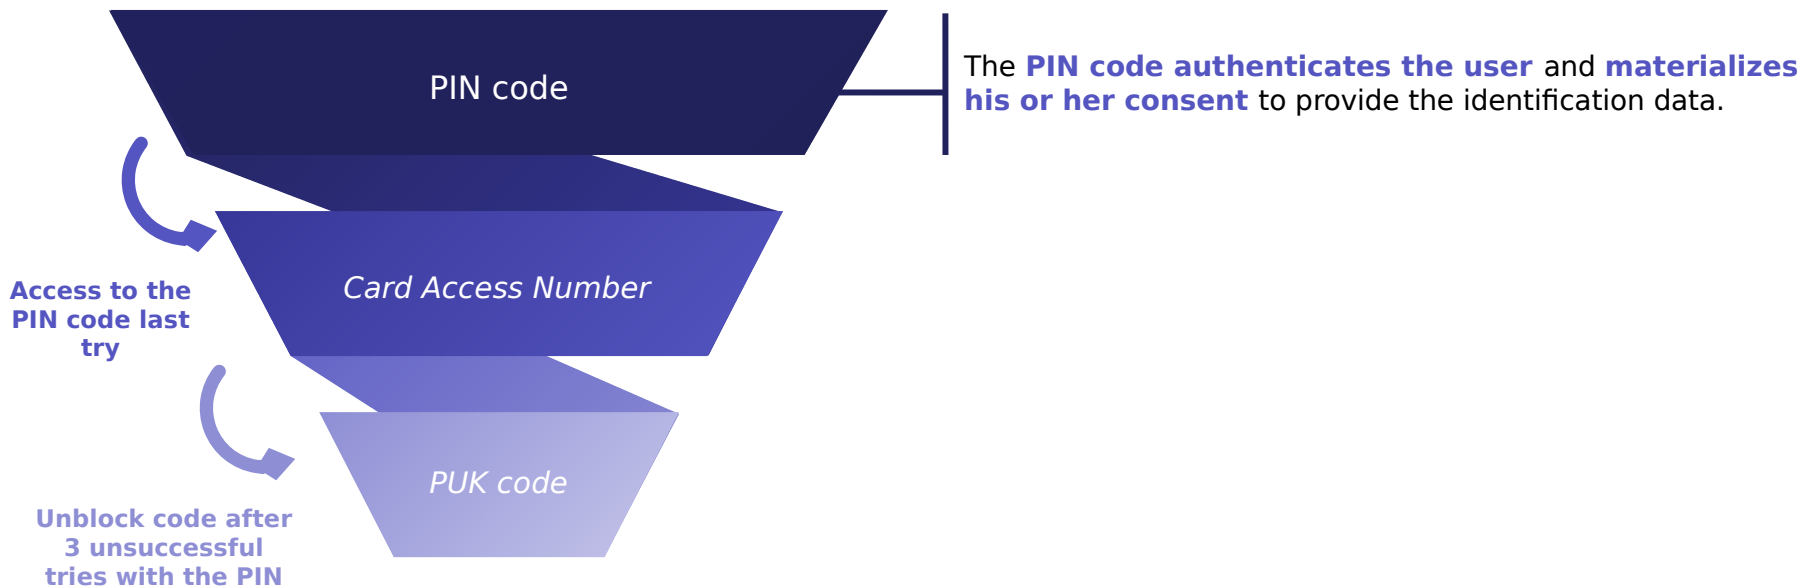 PIN code
The PIN code authenticates the user and materializes
his or her consent to provide the identification data.
Card Access Number
Access to the
PIN code last
try
PUK code
Unblock code after
3 unsuccessful
tries with the PIN